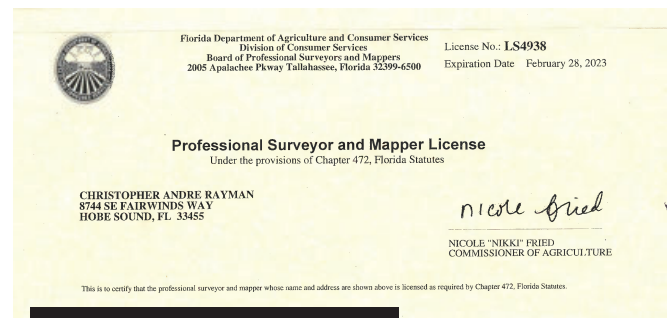 Florida Department of Agriculture and Consumer Services
Division of Consumer Services
Board of Professional Surveyors and Mappers
2005 Apalachee Pkway Tallahassee, Florida 32399-6500
License No.: LS4938
Expiration Date February 28, 2023
Professional Surveyor and Mapper License
Under the provisions of Chapter 472, Florida Statutes
CHRISTOPHER ANDRE RAYMAN
8744 SE FAIRWINDS WAY
HOBE SOUND, FL 33455
Nicole Fried
NICOLE "NIKKI" FRIED
COMMISSIONER OF AGRICULTURE
This is to certify that the professional surveyor and mapper whose name and address are shown above is licensed as required by Chapter 472, Florida Statutes.